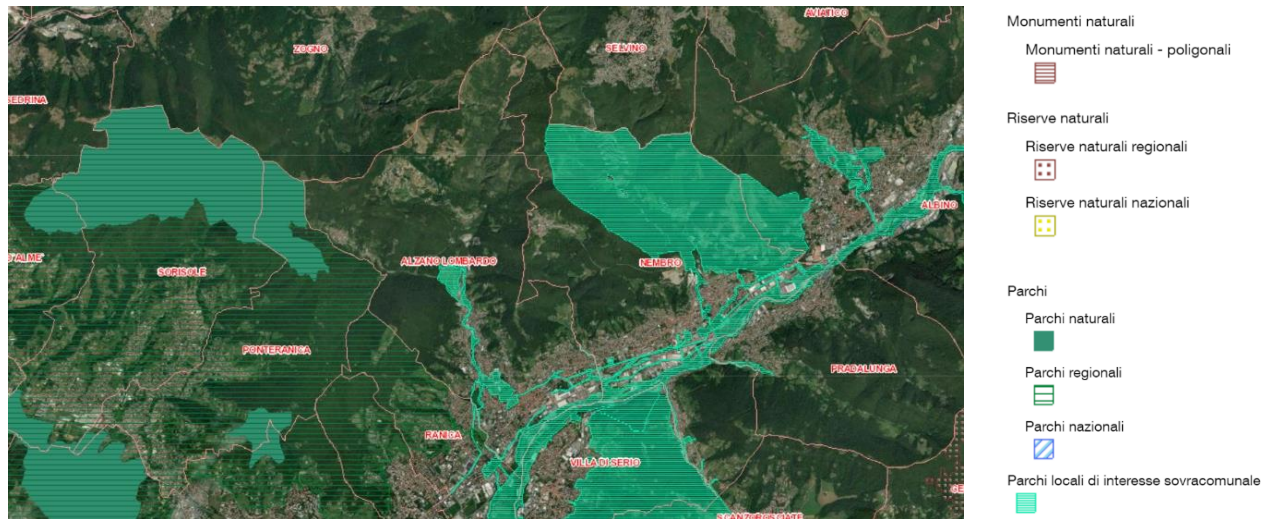 AVIATICO
ZOGNO
SELVINO
SEDRINA
ALBINO
D'ALME'
SORISOLE
ALZANO LOMBARDO
NEMBRO
PONTERANICA
PRADALUNGA
RANICA
VILLA DI SERIO
GE
SCANZOROSCIATE
Monumenti naturali
Monumenti naturali - poligonali
Riserve naturali
Riserve naturali regionali
Riserve naturali nazionali
Parchi
Parchi naturali
Parchi regionali
Parchi nazionali
Parchi locali di interesse sovracomunale